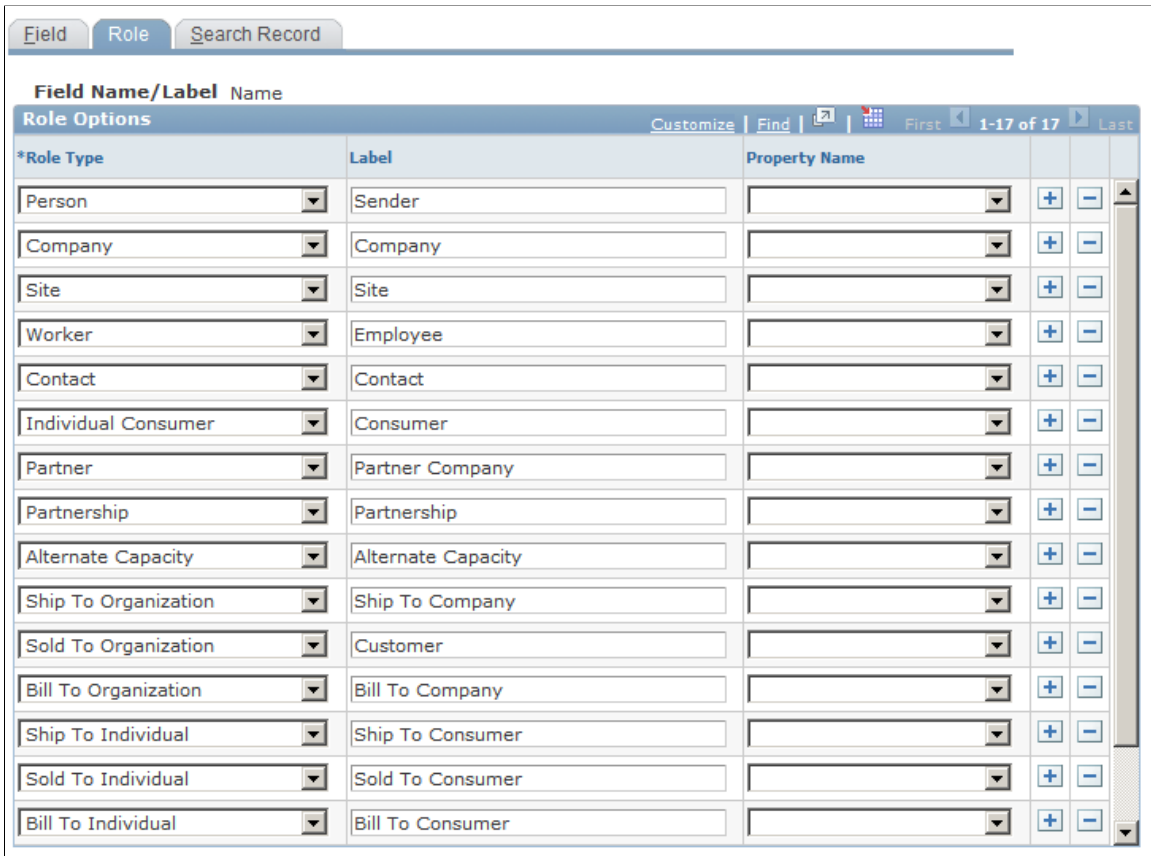 Field Role Search Record
Field Name/Label Name
Role Options Customize | Find | | First 1-17 of 17 Last
*Role Type Label Property Name
Person Sender
Company Company
Site Site
Worker Employee
Contact Contact
Individual Consumer Consumer
Partner Partner Company
Partnership Partnership
Alternate Capacity Alternate Capacity
Ship To Organization Ship To Company
Sold To Organization Customer
Bill To Organization Bill To Company
Ship To Individual Ship To Consumer
Sold To Individual Sold To Consumer
Bill To Individual Bill To Consumer